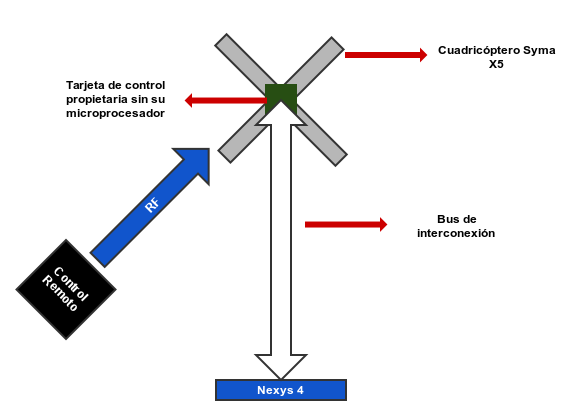 Cuadricóptero Syma
X5
Tarjeta de control
propietaria sin su
microprocesador
RF
Control
Remoto
Bus de
interconexión
Nexys 4